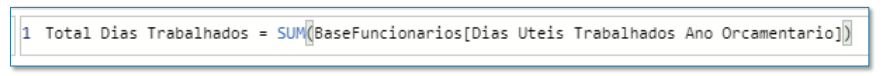 1 Total Dias Trabalhados = SUM(BaseFuncionarios[Dias Uteis Trabalhados Ano Orcamentario])